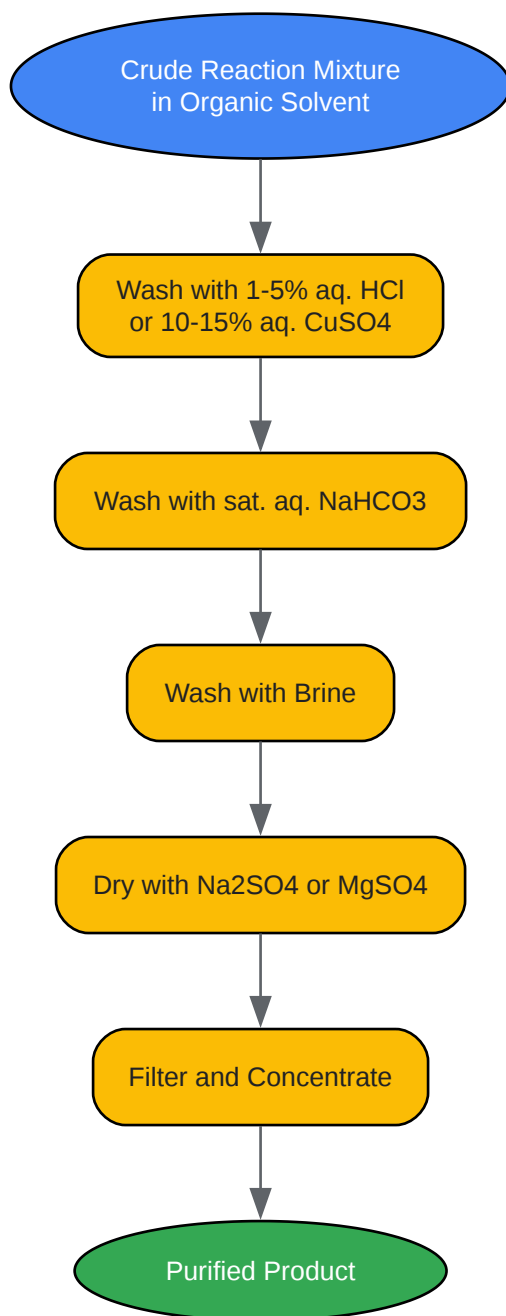 Crude Reaction Mixture
in Organic Solvent
Wash with 1-5% aq. HCl
or 10-15% aq. CuSO4
Wash with sat. aq. NaHCO3
Wash with Brine
Dry with Na2SO4 or MgSO4
Filter and Concentrate
Purified Product